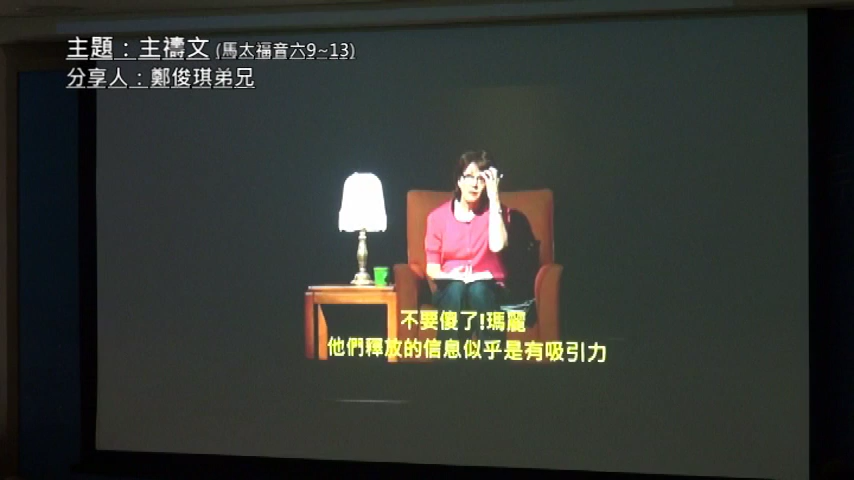 主題：主禱文 (馬太福音六9~13)
分享人：鄭俊琪弟兄
不要傻了!瑪麗
他們釋放的信息似乎是有吸引力